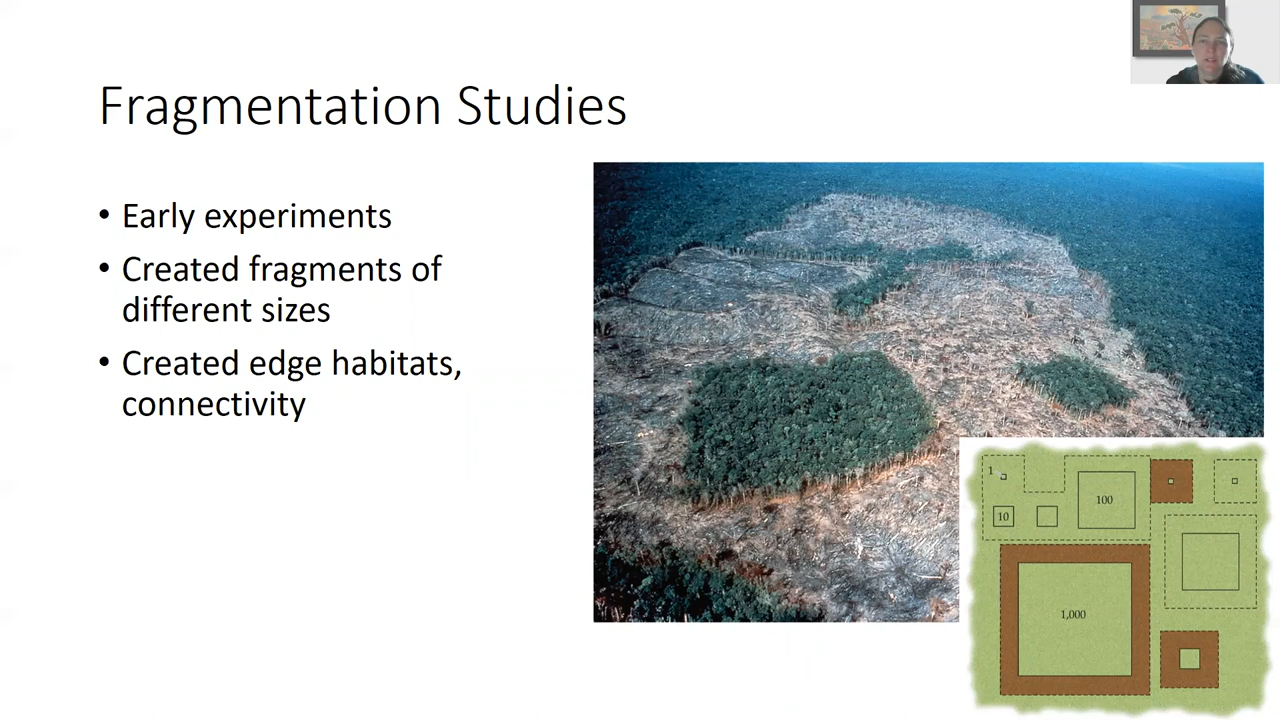 Fragmentation Studies
• Early experiments
• Created fragments of
different sizes
• Created edge habitats,
connectivity
1
100
10
1,000